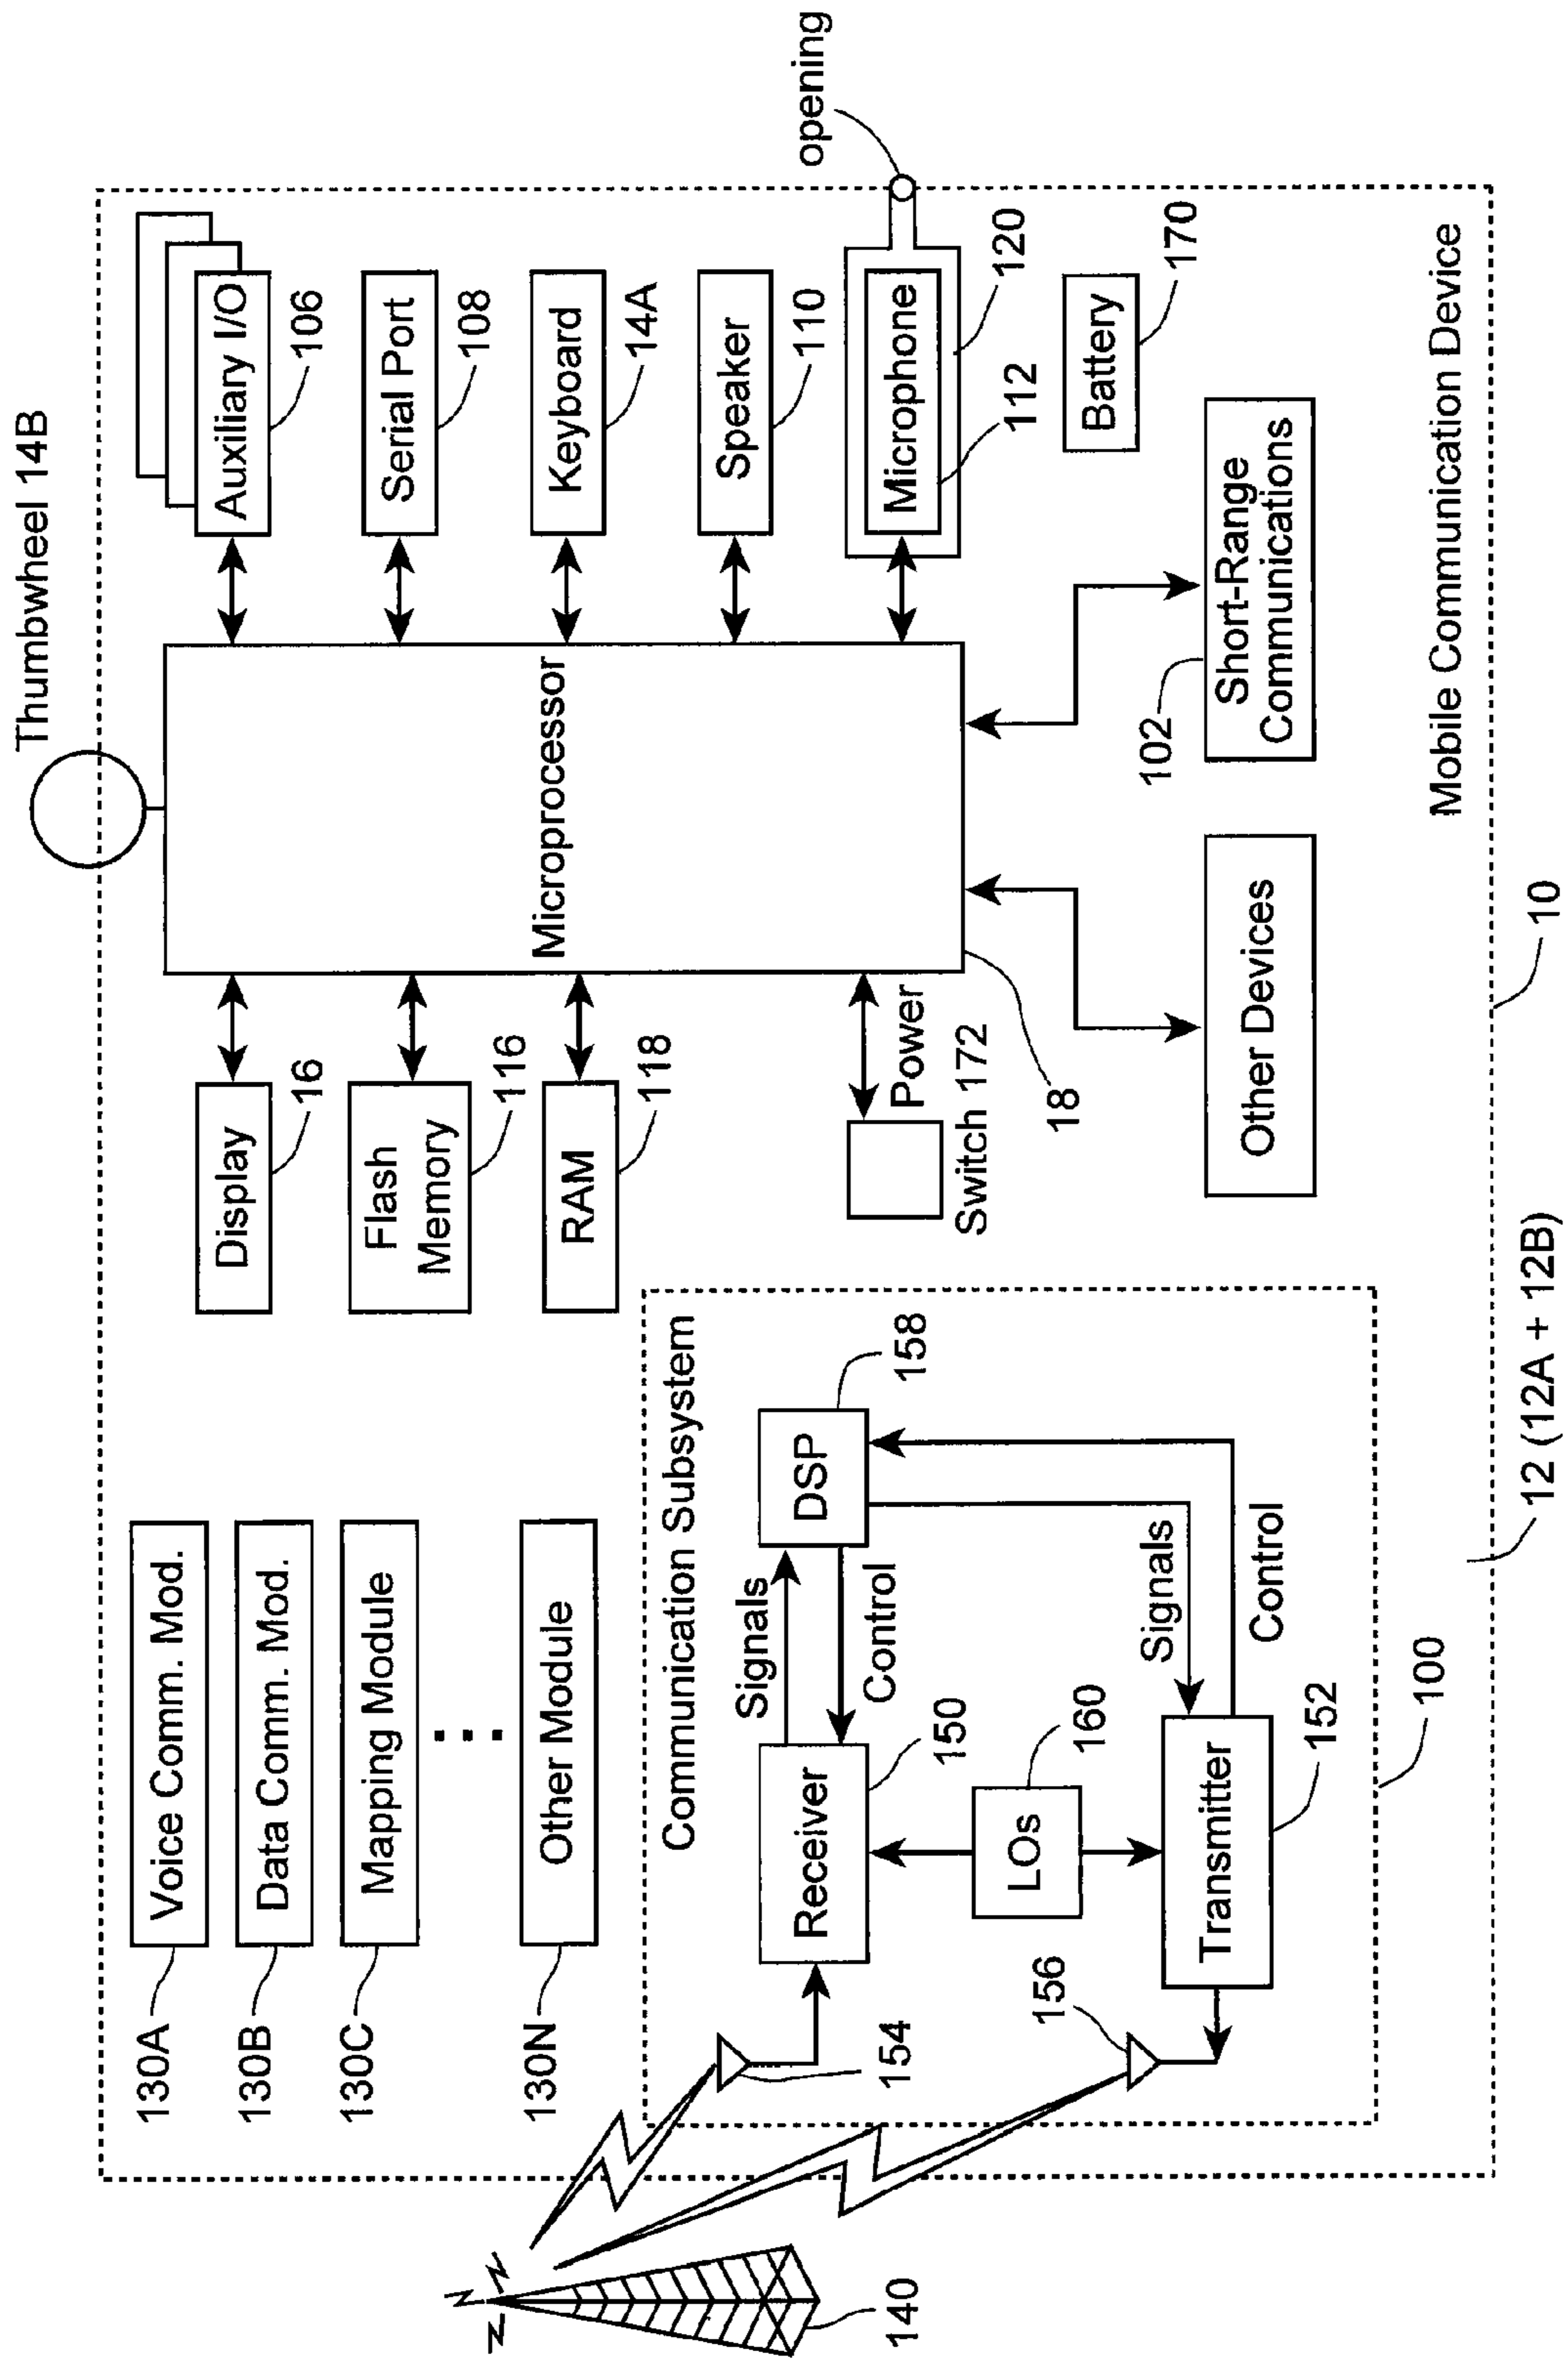 Thumbwheel 14B
130A
Voice Comm. Mod.
130B
Data Comm. Mod.
130C
Mapping Module
130N
Other Module
Display
16
Flash
Memory
116
RAM
118
Power
Switch 172
Microprocessor
18
Auxiliary I/O
106
Serial Port
108
Keyboard
14A
Speaker
110
Microphone
112
120
opening
Battery
170
102
Short-Range
Communications
Other Devices
Mobile Communication Device
Communication Subsystem
Receiver
150
Signals
Control
DSP
158
LOs
160
Transmitter
152
Signals
Control
154
156
140
100
12 (12A + 12B)
10